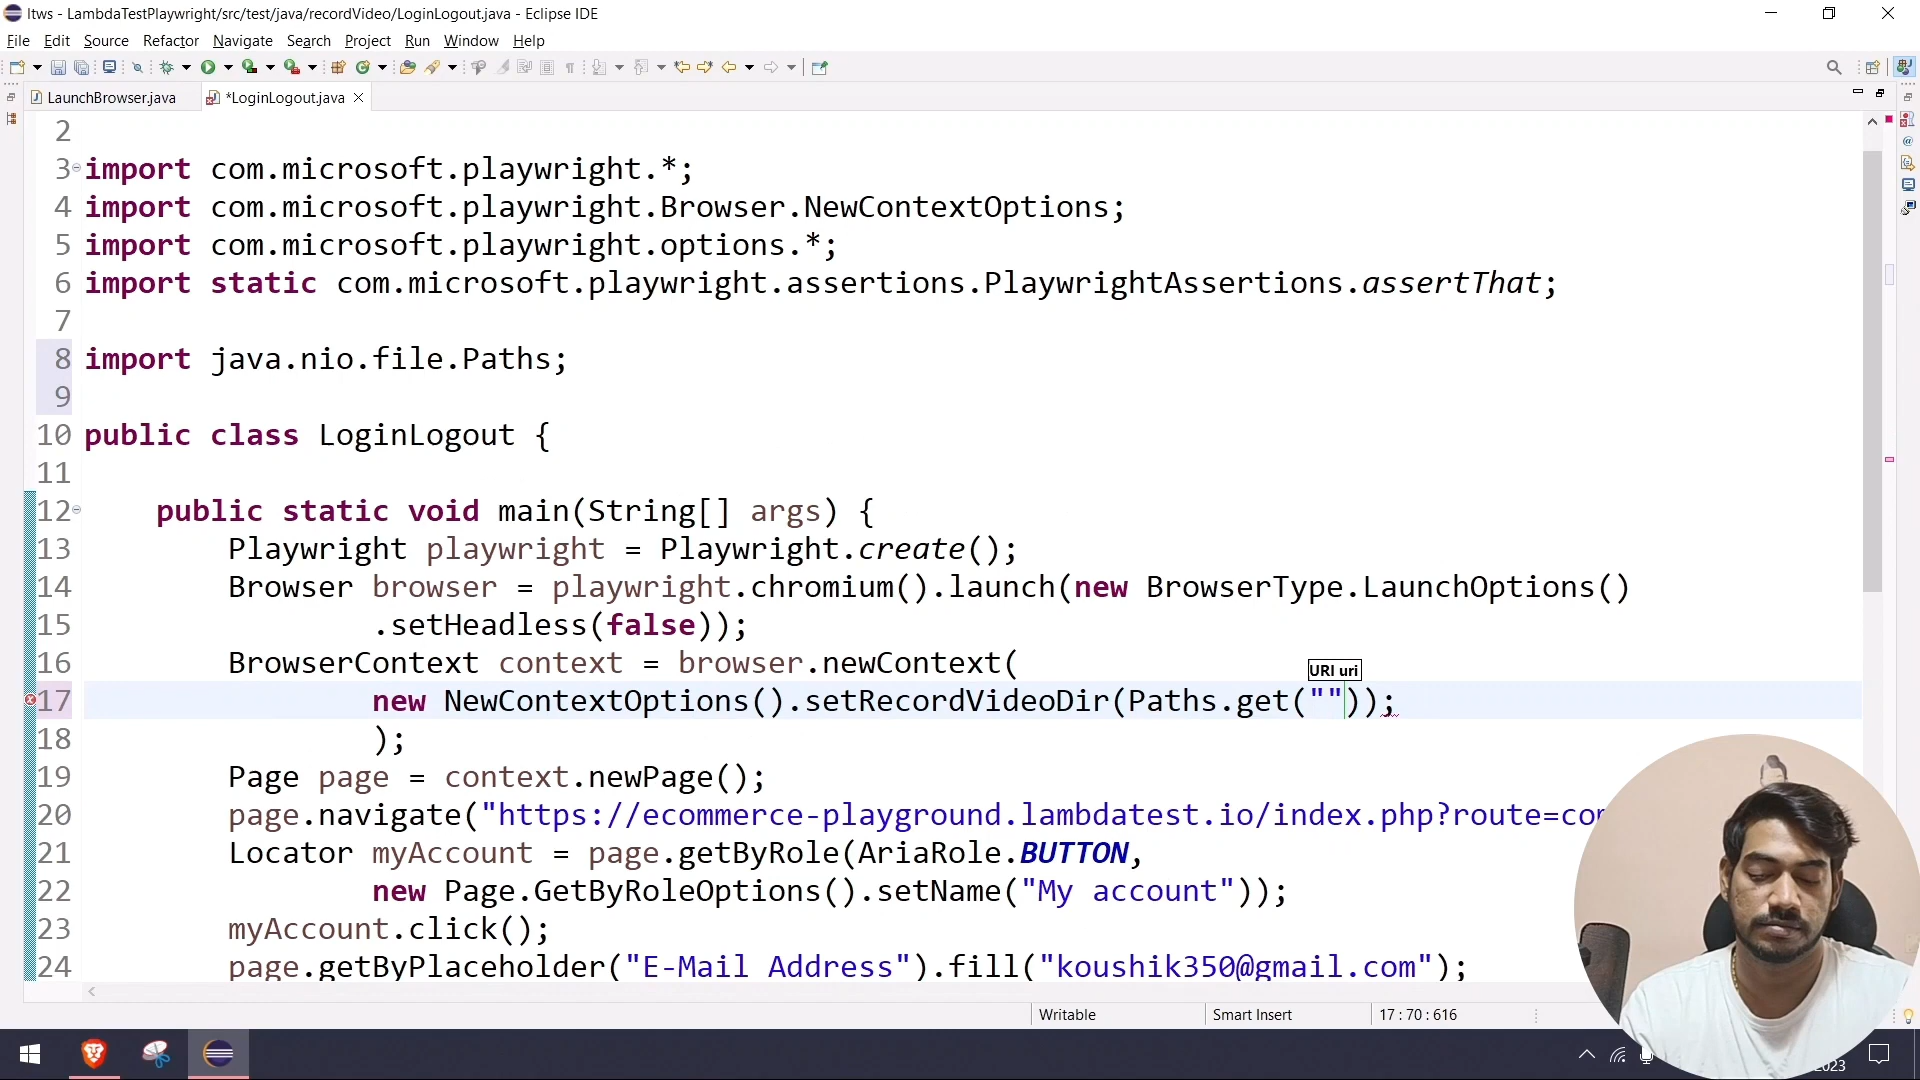 ltws - LambdaTestPlaywright/src/test/java/recordVideo/LoginLogout.java - Eclipse IDE
File Edit Source Refactor Navigate Search Project Run Window Help
LaunchBrowser.java *LoginLogout.java
2
3 import com.microsoft.playwright.*;
4 import com.microsoft.playwright.Browser.NewContextOptions;
5 import com.microsoft.playwright.options.*;
6 import static com.microsoft.playwright.assertions.PlaywrightAssertions.assertThat;
7
8 import java.nio.file.Paths;
9
10 public class LoginLogout {
11
12 public static void main(String[] args) {
13 Playwright playwright = Playwright.create();
14 Browser browser = playwright.chromium().launch(new BrowserType.LaunchOptions()
15 .setHeadless(false));
16 BrowserContext context = browser.newContext(
URI uri
17 new NewContextOptions().setRecordVideoDir(Paths.get(""));
18 );
19 Page page = context.newPage();
20 page.navigate("https://ecommerce-playground.lambdatest.io/index.php?route=co
21 Locator myAccount = page.getByRole(AriaRole.BUTTON,
22 new Page.GetByRoleOptions().setName("My account"));
23 myAccount.click();
24 page.getByPlaceholder("E-Mail Address").fill("koushik350@gmail.com");
Writable Smart Insert 17 : 70 : 616
2023